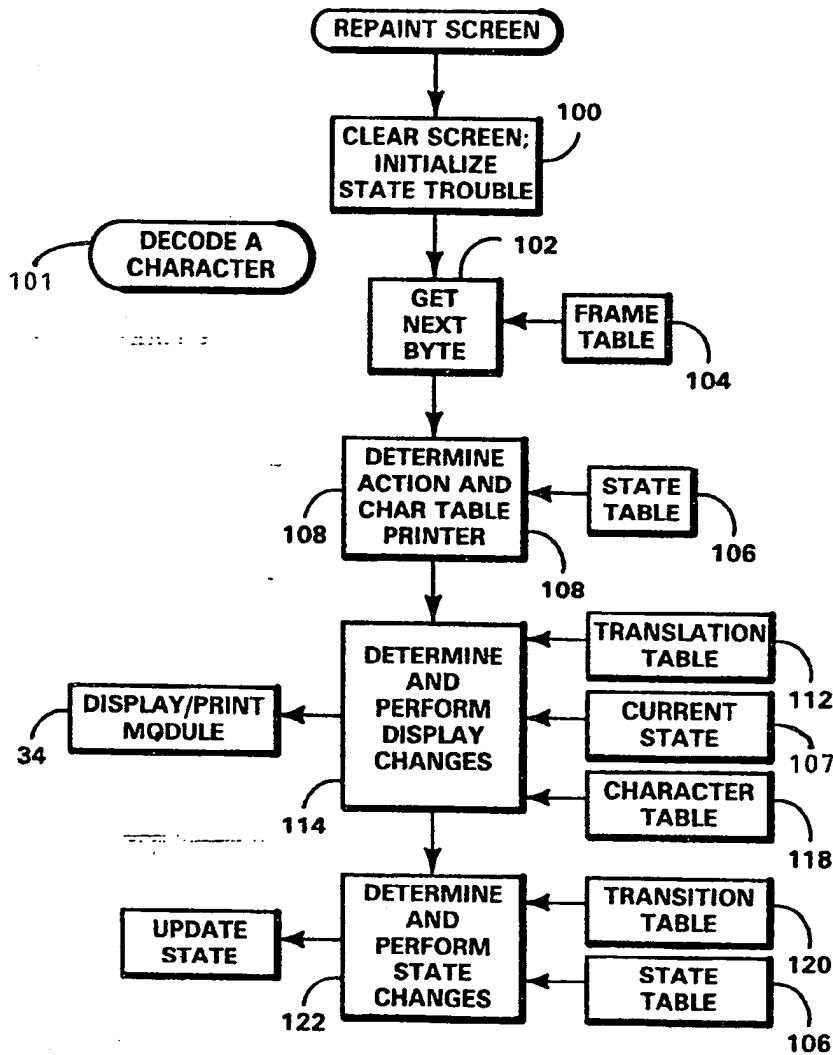 REPAINT SCREEN
100
CLEAR SCREEN;
INITIALIZE
STATE TROUBLE
101
DECODE A
CHARACTER
102
GET
NEXT
BYTE
FRAME
TABLE
104
DETERMINE
ACTION AND
CHAR TABLE
PRINTER
108
108
STATE
TABLE
106
DETERMINE
AND
PERFORM
DISPLAY
CHANGES
114
DISPLAY/PRINT
MODULE
34
TRANSLATION
TABLE
112
CURRENT
STATE
107
CHARACTER
TABLE
118
DETERMINE
AND
PERFORM
STATE
CHANGES
122
UPDATE
STATE
TRANSITION
TABLE
120
STATE
TABLE
106